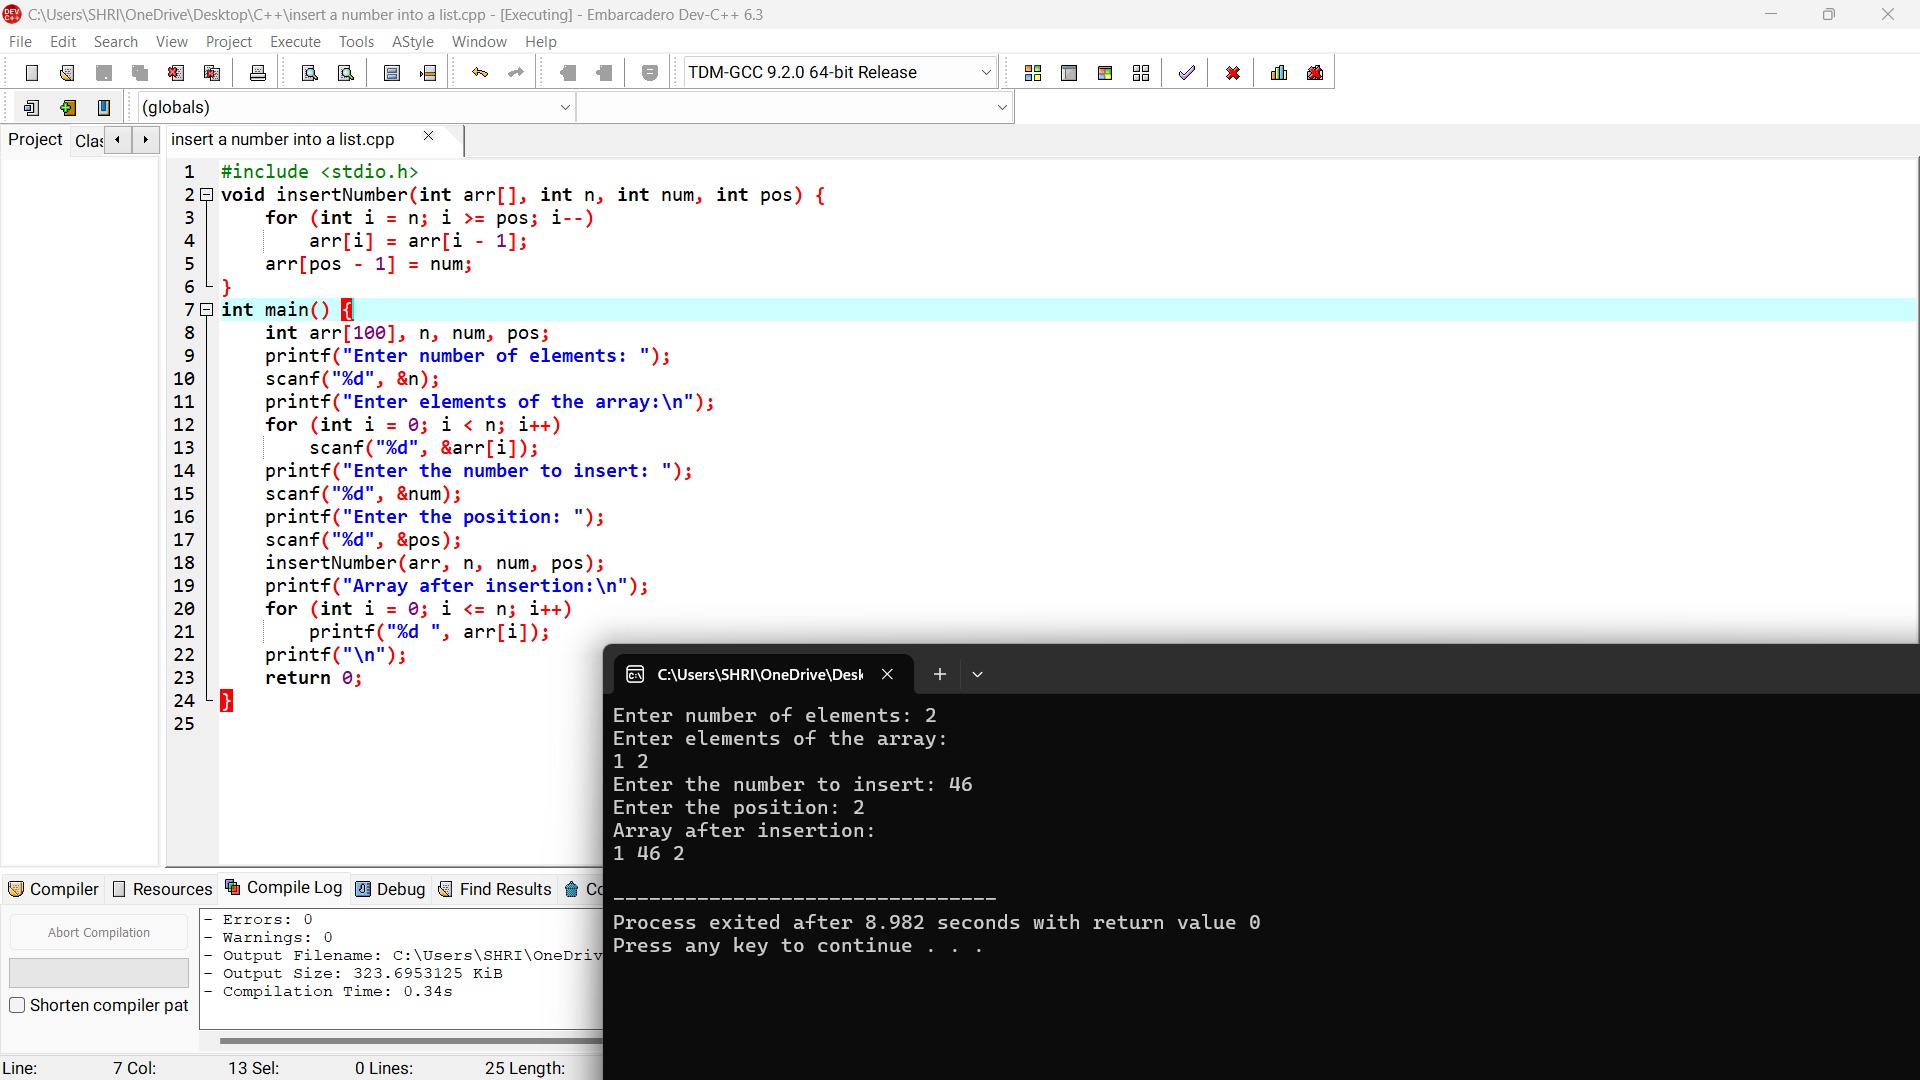 C:\Users\SHRI\OneDrive\Desktop\C++\insert a number into a list.cpp - [Executing] - Embarcadero Dev-C++ 6.3
File Edit Search View Project Execute Tools AStyle Window Help
TDM-GCC 9.2.0 64-bit Release
(globals)
Project Clas insert a number into a list.cpp
1 #include <stdio.h>
2 void insertNumber(int arr[], int n, int num, int pos) {
3 for (int i = n; i >= pos; i--)
4 arr[i] = arr[i - 1];
5 arr[pos - 1] = num;
6 }
7 int main() {
8 int arr[100], n, num, pos;
9 printf("Enter number of elements: ");
10 scanf("%d", &n);
11 printf("Enter elements of the array:\n");
12 for (int i = 0; i < n; i++)
13 scanf("%d", &arr[i]);
14 printf("Enter the number to insert: ");
15 scanf("%d", &num);
16 printf("Enter the position: ");
17 scanf("%d", &pos);
18 insertNumber(arr, n, num, pos);
19 printf("Array after insertion:\n");
20 for (int i = 0; i <= n; i++)
21 printf("%d ", arr[i]);
22 printf("\n");
23 return 0;
24 }
25
C:\Users\SHRI\OneDrive\Desk
Enter number of elements: 2
Enter elements of the array:
1 2
Enter the number to insert: 46
Enter the position: 2
Array after insertion:
1 46 2
--------------------------------
Process exited after 8.982 seconds with return value 0
Press any key to continue . . .
Compiler Resources Compile Log Debug Find Results Co
Abort Compilation
Shorten compiler pat
- Errors: 0
- Warnings: 0
- Output Filename: C:\Users\SHRI\OneDriv
- Output Size: 323.6953125 KiB
- Compilation Time: 0.34s
Line: 7 Col: 13 Sel: 0 Lines: 25 Length: